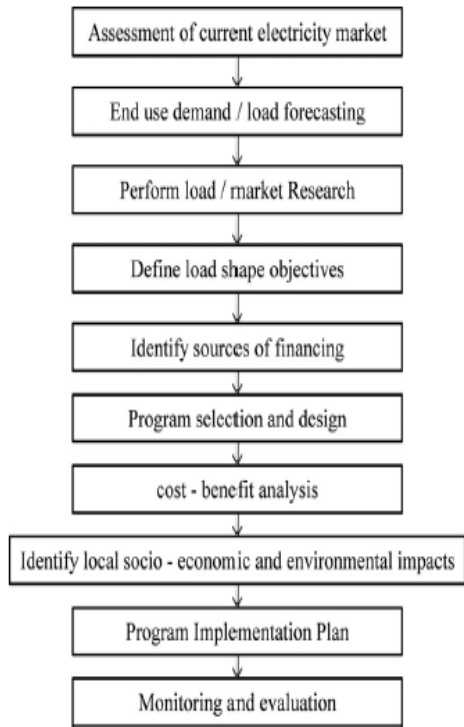 Assessment of current electricity market
End use demand / load forecasting
Perform load / market Research
Define load shape objectives
Identify sources of financing
Program selection and design
cost - benefit analysis
Identify local socio - economic and environmental impacts
Program Implementation Plan
Monitoring and evaluation